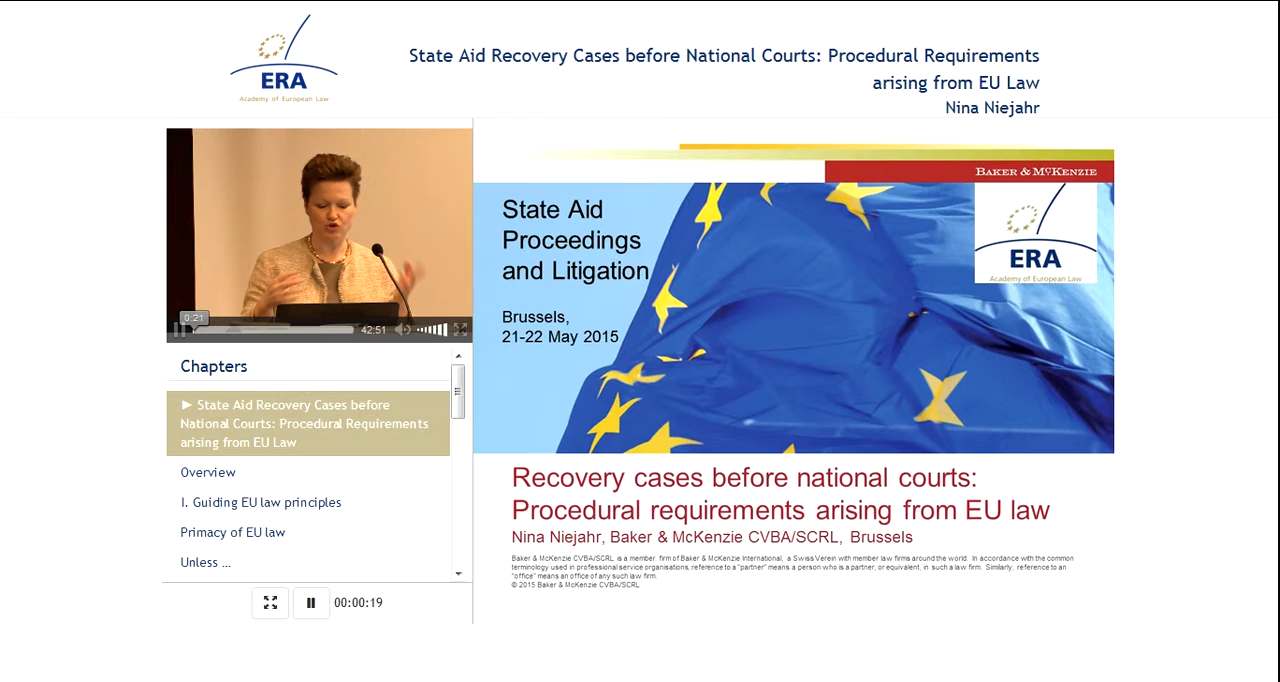 ERA
Academy of European Law
State Aid Recovery Cases before National Courts: Procedural Requirements
arising from EU Law
Nina Niejahr
0:21
42:51
Chapters
► State Aid Recovery Cases before
National Courts: Procedural Requirements
arising from EU Law
Overview
I. Guiding EU law principles
Primacy of EU law
Unless ...
00:00:19
BAKER & MCKENZIE
State Aid
Proceedings
and Litigation
Brussels,
21-22 May 2015
ERA
Academy of European Law
Recovery cases before national courts:
Procedural requirements arising from EU law
Nina Niejahr, Baker & McKenzie CVBA/SCRL, Brussels
Baker & McKenzie CVBA/SCRL is a member firm of Baker & McKenzie International, a Swiss Verein with member law firms around the world. In accordance with the common
terminology used in professional service organisations, reference to a "partner" means a person who is a partner, or equivalent, in such a law firm. Similarly, reference to an
"office" means an office of any such law firm.
© 2015 Baker & McKenzie CVBA/SCRL